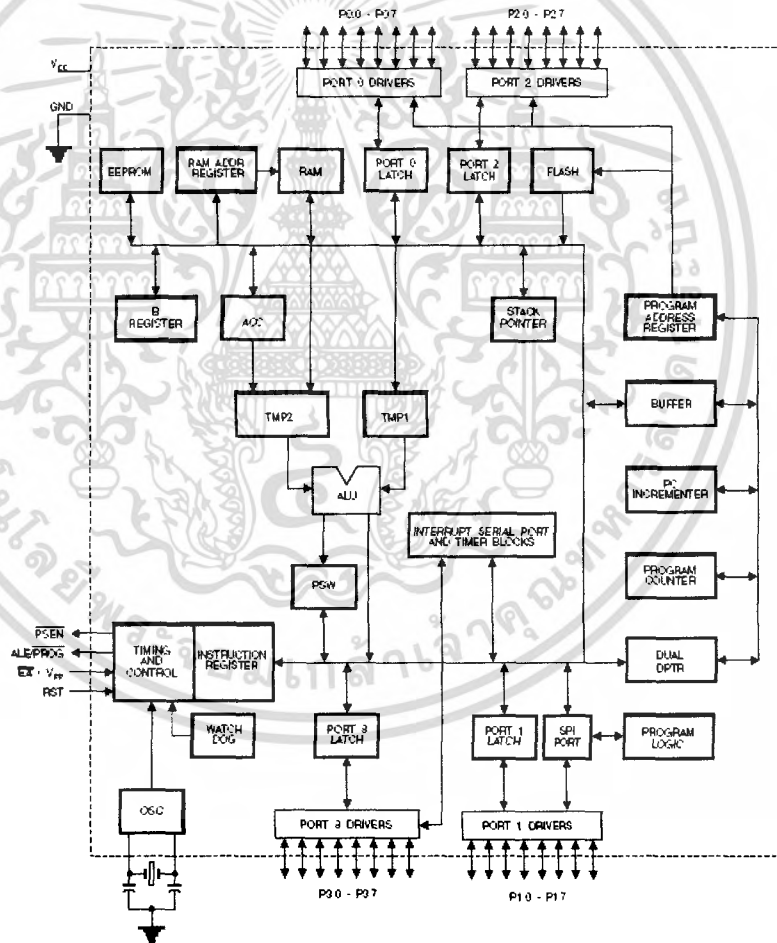 P0.0 - P0.7
P2.0 - P2.7
VCC
PORT 0 DRIVERS
PORT 2 DRIVERS
GND
EEPROM
RAM ADDR
REGISTER
RAM
PORT 0
LATCH
PORT 2
LATCH
FLASH
B
REGISTER
ACC
STACK
POINTER
PROGRAM
ADDRESS
REGISTER
TMP2
TMP1
BUFFER
ALU
PC
INCREMENTER
INTERRUPT SERIAL PORT
AND TIMER BLOCKS
PSW
PROGRAM
COUNTER
PSEN
ALE/PROG
EA / VPP
RST
TIMING
AND
CONTROL
INSTRUCTION
REGISTER
DUAL
DPTR
WATCH
DOG
PORT 3
LATCH
PORT 1
LATCH
SPI
PORT
PROGRAM
LOGIC
OSC
PORT 3 DRIVERS
PORT 1 DRIVERS
P3.0 - P3.7
P1.0 - P1.7